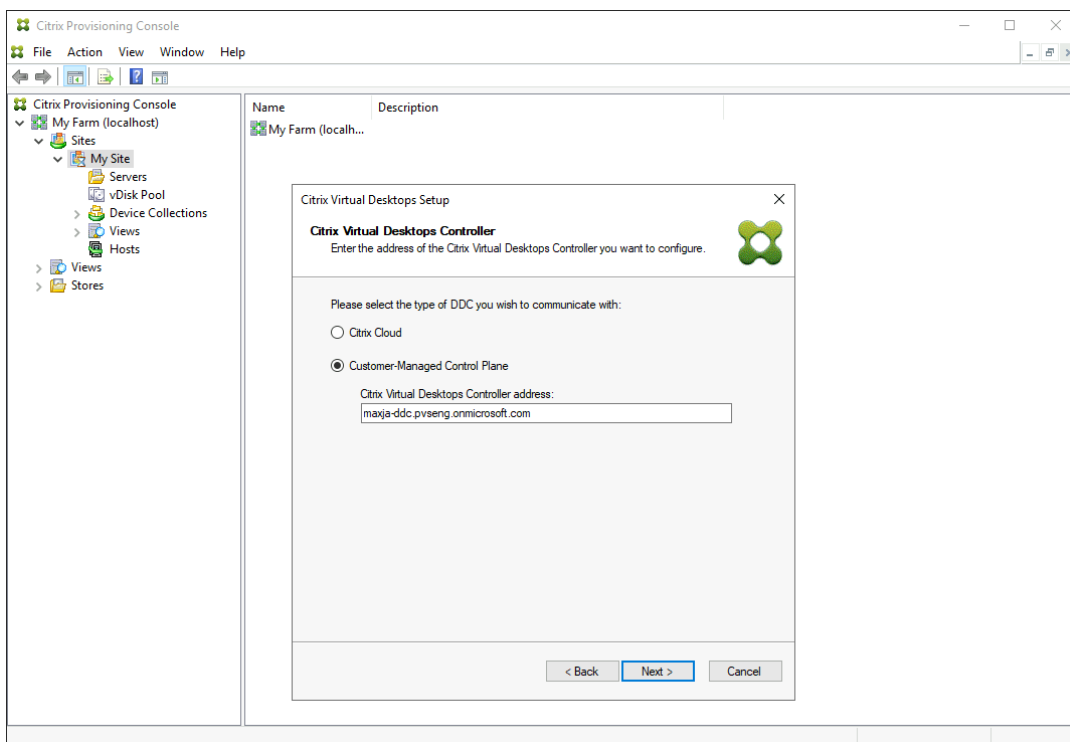 Citrix Provisioning Console
File Action View Window Help
Citrix Provisioning Console
My Farm (localhost)
Sites
My Site
Servers
vDisk Pool
Device Collections
Views
Hosts
Views
Stores
Name Description
My Farm (localh...
Citrix Virtual Desktops Setup
Citrix Virtual Desktops Controller
Enter the address of the Citrix Virtual Desktops Controller you want to configure.
Please select the type of DDC you wish to communicate with:
Citrix Cloud
Customer-Managed Control Plane
Citrix Virtual Desktops Controller address:
maxja-ddc.pvseng.onmicrosoft.com
< Back Next > Cancel